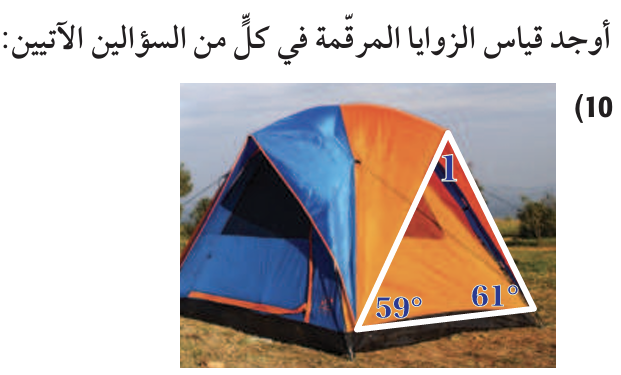 أوجد قياس الزوايا المرقّمة في كلٍّ من السؤالين الآتيين:
(10
1
59° 61°